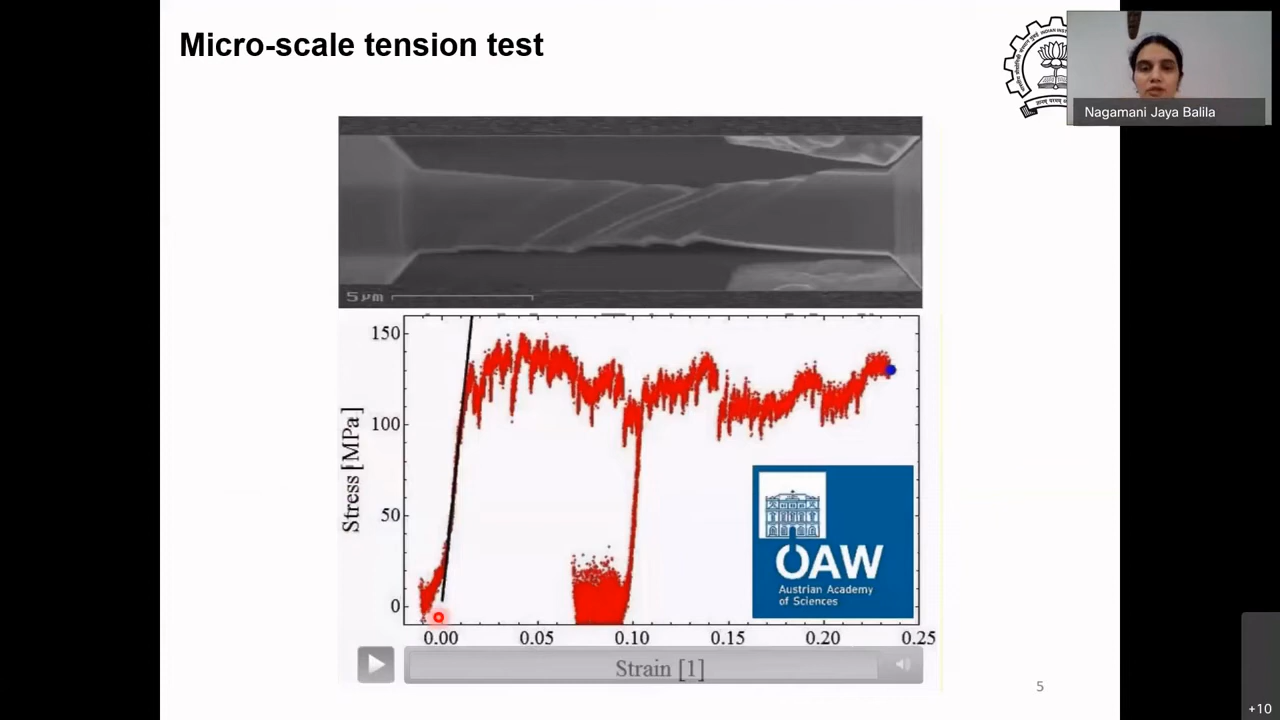 Micro-scale tension test
Nagamani Jaya Balila
5 µm
150
100
50
0
Stress [MPa]
0.00 0.05 0.10 0.15 0.20 0.25
Strain [1]
ÖAW
Austrian Academy
of Sciences
5
+10